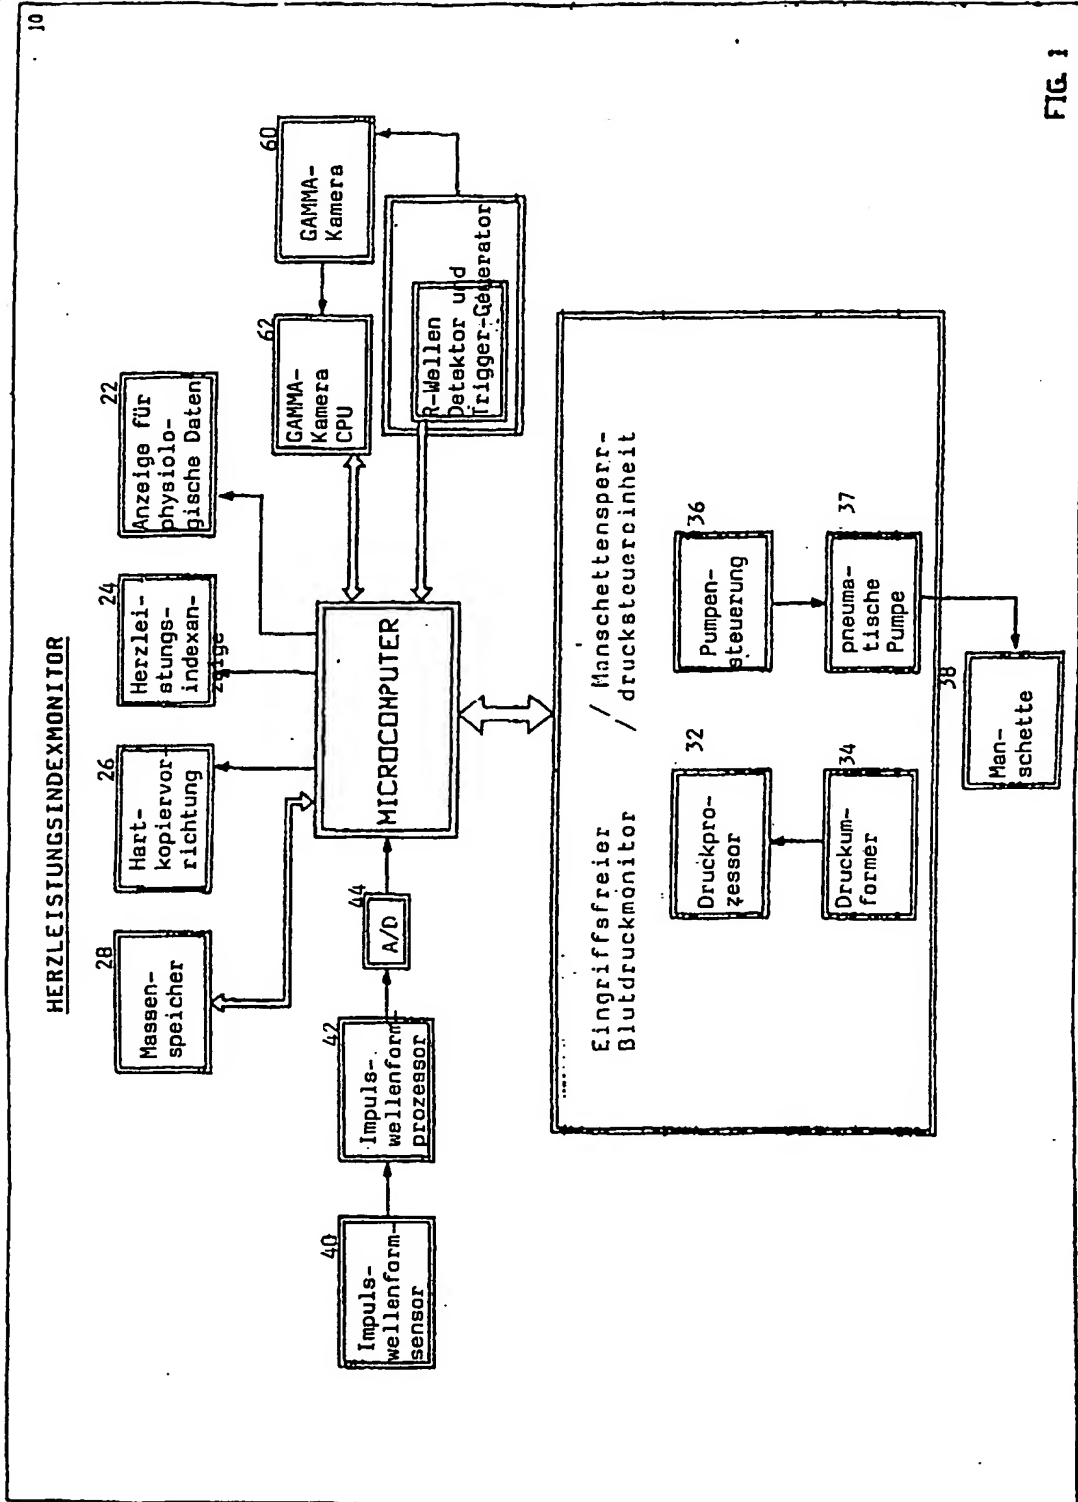 10
HERZLEISTUNGSINDEXMONITOR
28
Massen-
speicher
26
Hart-
kopiervor-
richtung
24
Herzlei-
stungs-
indexan-
zeige
22
Anzeige für
physiolo-
gische Daten
40
Impuls-
wellenform-
sensor
42
Impuls-
wellenform-
prozessor
44
A/D
MICROCOMPUTER
62
GAMMA-
Kamera
CPU
60
GAMMA-
Kamera
R-Wellen
Detektor und
Trigger-Generator
Eingriffsfreier
Blutdruckmonitor
/ Manschettensperr-
/ drucksteuereinheit
32
Druckpro-
zessor
34
Druckum-
former
36
Pumpen-
steuerung
37
pneuma-
tische
Pumpe
38
Man-
schette
FIG. 1